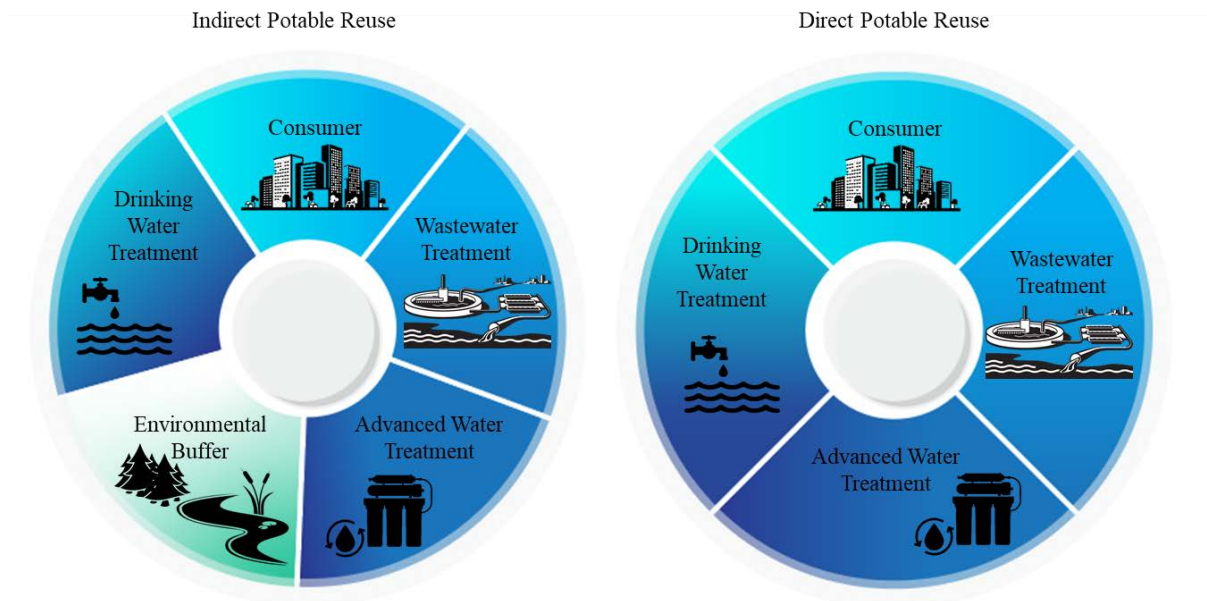 Indirect Potable Reuse
Consumer
Wastewater
Treatment
Advanced Water
Treatment
Environmental
Buffer
Drinking
Water
Treatment
Direct Potable Reuse
Consumer
Wastewater
Treatment
Advanced Water
Treatment
Drinking
Water
Treatment